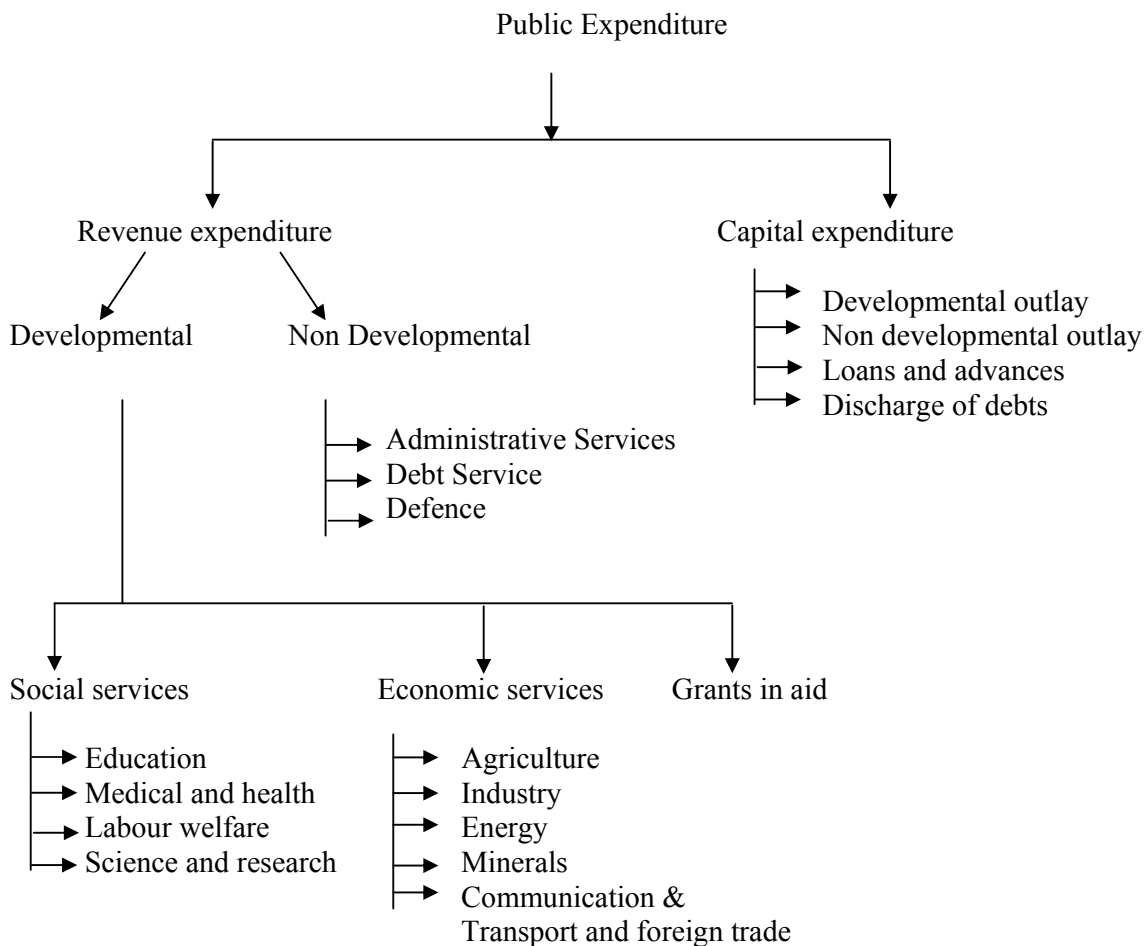 Public Expenditure
Revenue expenditure
Capital expenditure
Developmental outlay
Non developmental outlay
Loans and advances
Discharge of debts
Developmental
Non Developmental
Administrative Services
Debt Service
Defence
Social services
Economic services
Grants in aid
Education
Medical and health
Labour welfare
Science and research
Agriculture
Industry
Energy
Minerals
Communication &
Transport and foreign trade